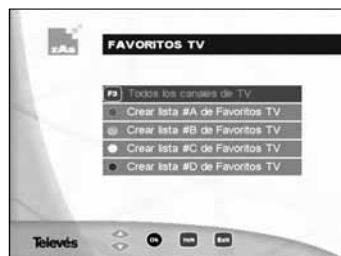 zAs
FAVORITOS TV
F3 Todos los canales de TV
Crear lista #A de Favoritos TV
Crear lista #B de Favoritos TV
Crear lista #C de Favoritos TV
Crear lista #D de Favoritos TV
Televés
Ok
Exit